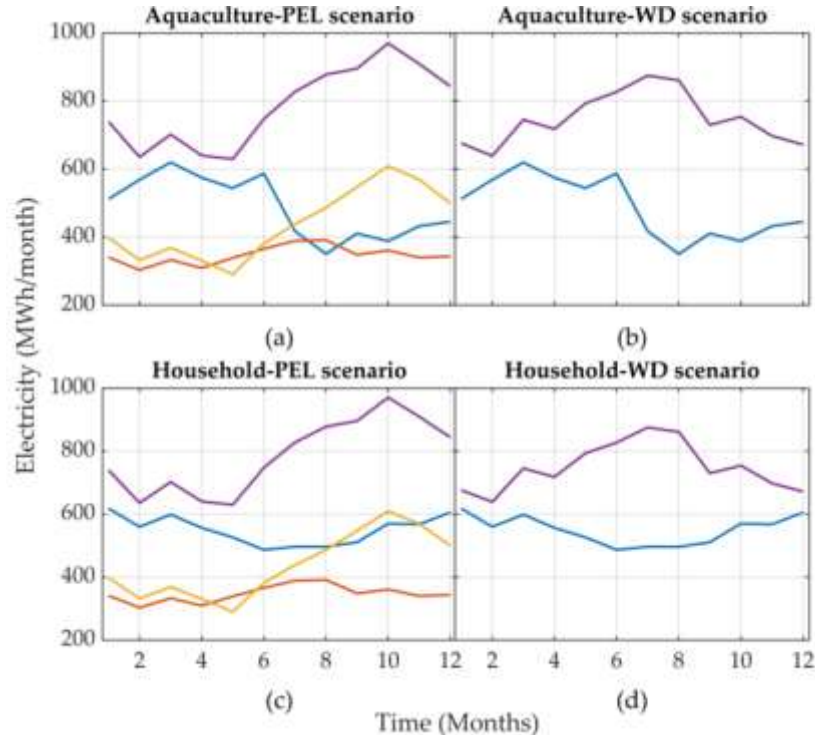 Aquaculture-PEL scenario Aquaculture-WD scenario
1000
800
600
400
200
(a) (b)
Electricity (MWh/month)
Household-PEL scenario Household-WD scenario
1000
800
600
400
200
2 4 6 8 10 12 2 4 6 8 10 12
(c) (d)
Time (Months)